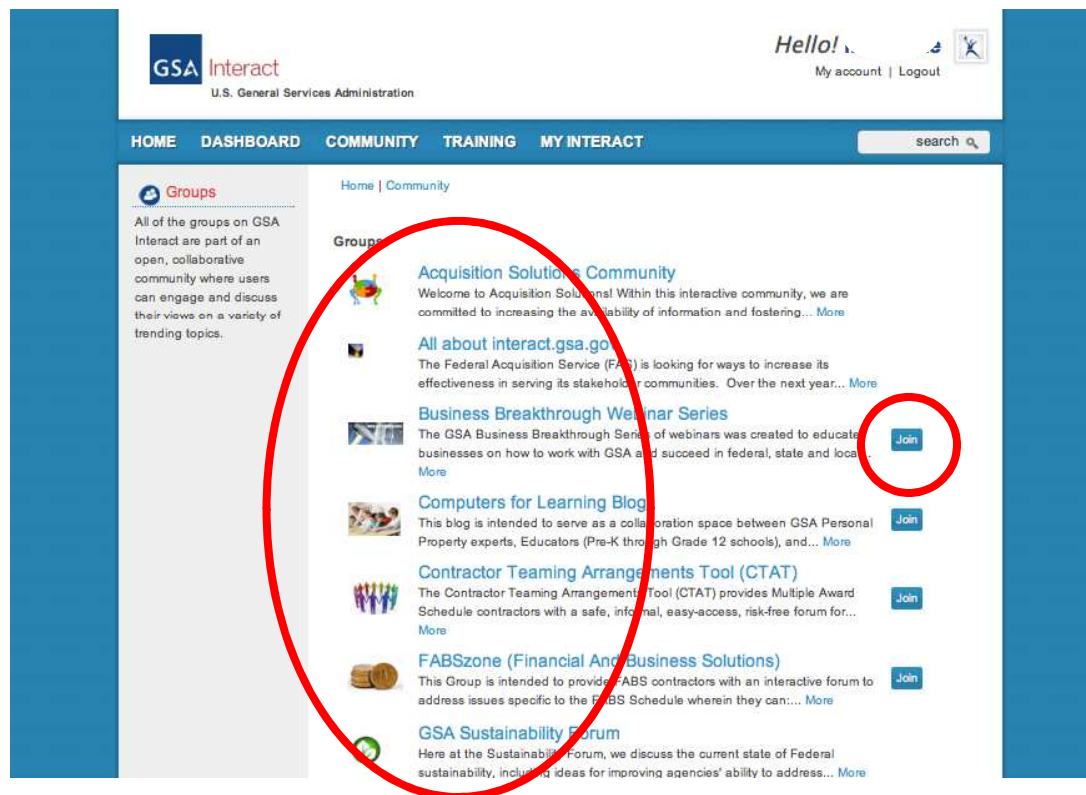 Hello!
GSA Interact
My account | Logout
U.S. General Services Administration
HOME DASHBOARD COMMUNITY TRAINING MY INTERACT search
Groups
All of the groups on GSA
Interact are part of an
open, collaborative
community where users
can engage and discuss
their views on a variety of
trending topics.
Home | Community
Groups
Acquisition Solutions Community
Welcome to Acquisition Solutions! Within this interactive community, we are
committed to increasing the availability of information and fostering... More
All about interact.gsa.gov
The Federal Acquisition Service (FAS) is looking for ways to increase its
effectiveness in serving its stakeholder communities. Over the next year... More
Business Breakthrough Webinar Series
The GSA Business Breakthrough Series of webinars was created to educate
businesses on how to work with GSA and succeed in federal, state and local...
More
Join
Computers for Learning Blog
This blog is intended to serve as a collaboration space between GSA Personal
Property experts, Educators (Pre-K through Grade 12 schools), and... More
Join
Contractor Teaming Arrangements Tool (CTAT)
The Contractor Teaming Arrangements Tool (CTAT) provides Multiple Award
Schedule contractors with a safe, informal, easy-access, risk-free forum for...
More
Join
FABSzone (Financial And Business Solutions)
This Group is intended to provide FABS contractors with an interactive forum to
address issues specific to the FABS Schedule wherein they can:... More
Join
GSA Sustainability Forum
Here at the Sustainability Forum, we discuss the current state of Federal
sustainability, including ideas for improving agencies' ability to address... More